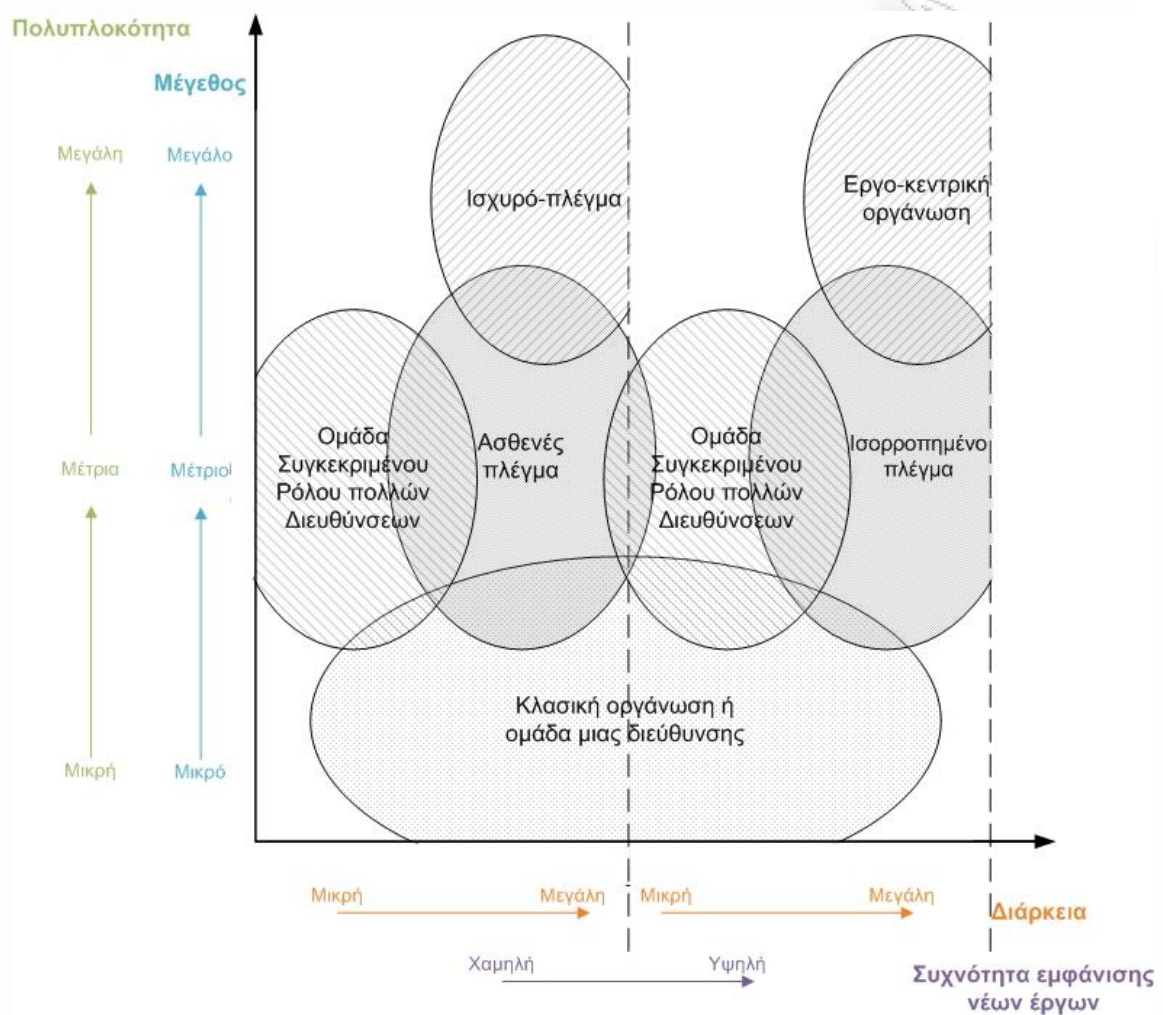 Πολυπλοκότητα
Μέγεθος
Μεγάλη
Μεγάλο
Ισχυρό-πλέγμα
Εργο-κεντρική
οργάνωση
Μέτρια
Μέτριο
Ομάδα
Συγκεκριμένου
Ρόλου πολλών
Διευθύνσεων
Ασθενές
πλέγμα
Ομάδα
Συγκεκριμένου
Ρόλου πολλών
Διευθύνσεων
Ισορροπημένο
πλέγμα
Κλασική οργάνωση ή
ομάδα μιας διεύθυνσης
Μικρή
Μικρό
Μικρή
Μεγάλη
Μικρή
Μεγάλη
Διάρκεια
Χαμηλή
Υψηλή
Συχνότητα εμφάνισης
νέων έργων